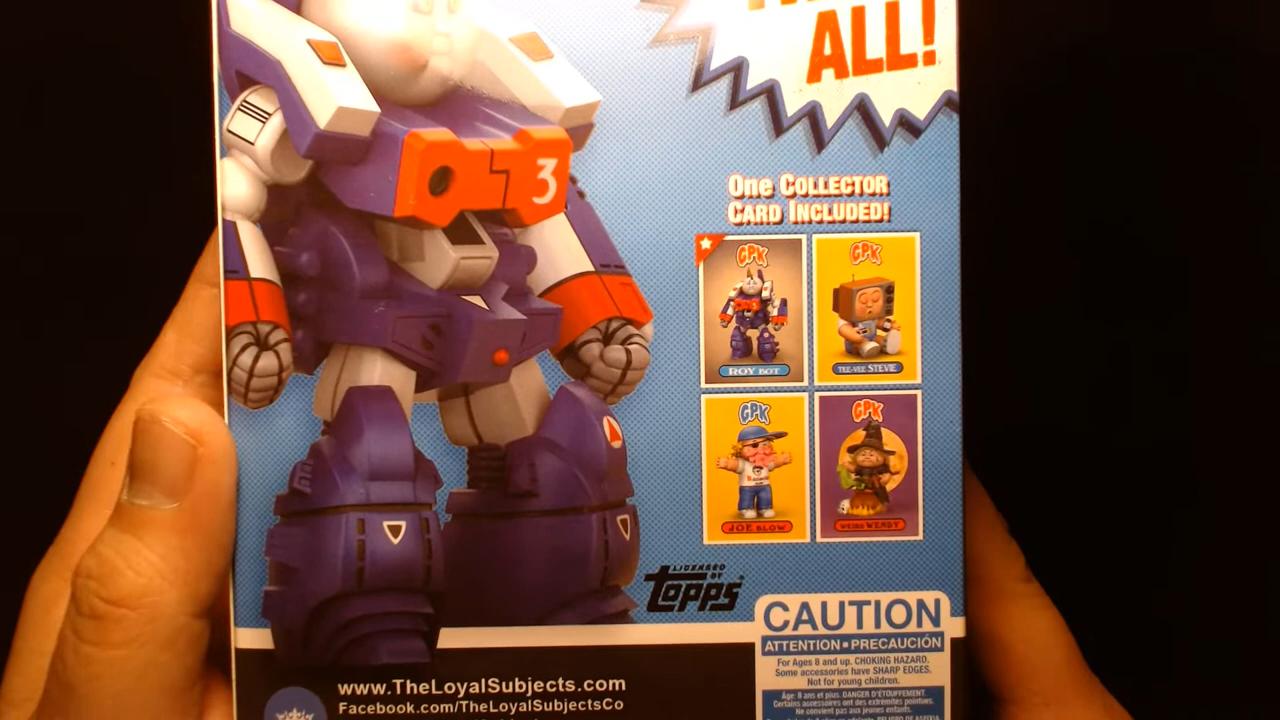 ALL!
3
One COLLECTOR
CARD INCLUDED!
GPK
GPK
ROY BOT
TEE-VEE STEVIE
GPK
GPK
JOE BLOW
WEIRD WENDY
LICENSED
BY
Topps
CAUTION
ATTENTION ▪ PRECAUCIÓN
For Ages 8 and up. CHOKING HAZARD.
Some accessories have SHARP EDGES.
Not for young children.
Âge: 8 ans et plus. DANGER D'ÉTOUFFEMENT.
Certains accessoires ont des extrémités pointues.
Ne convient pas aux jeunes enfants.
www.TheLoyalSubjects.com
Facebook.com/TheLoyalSubjectsCo